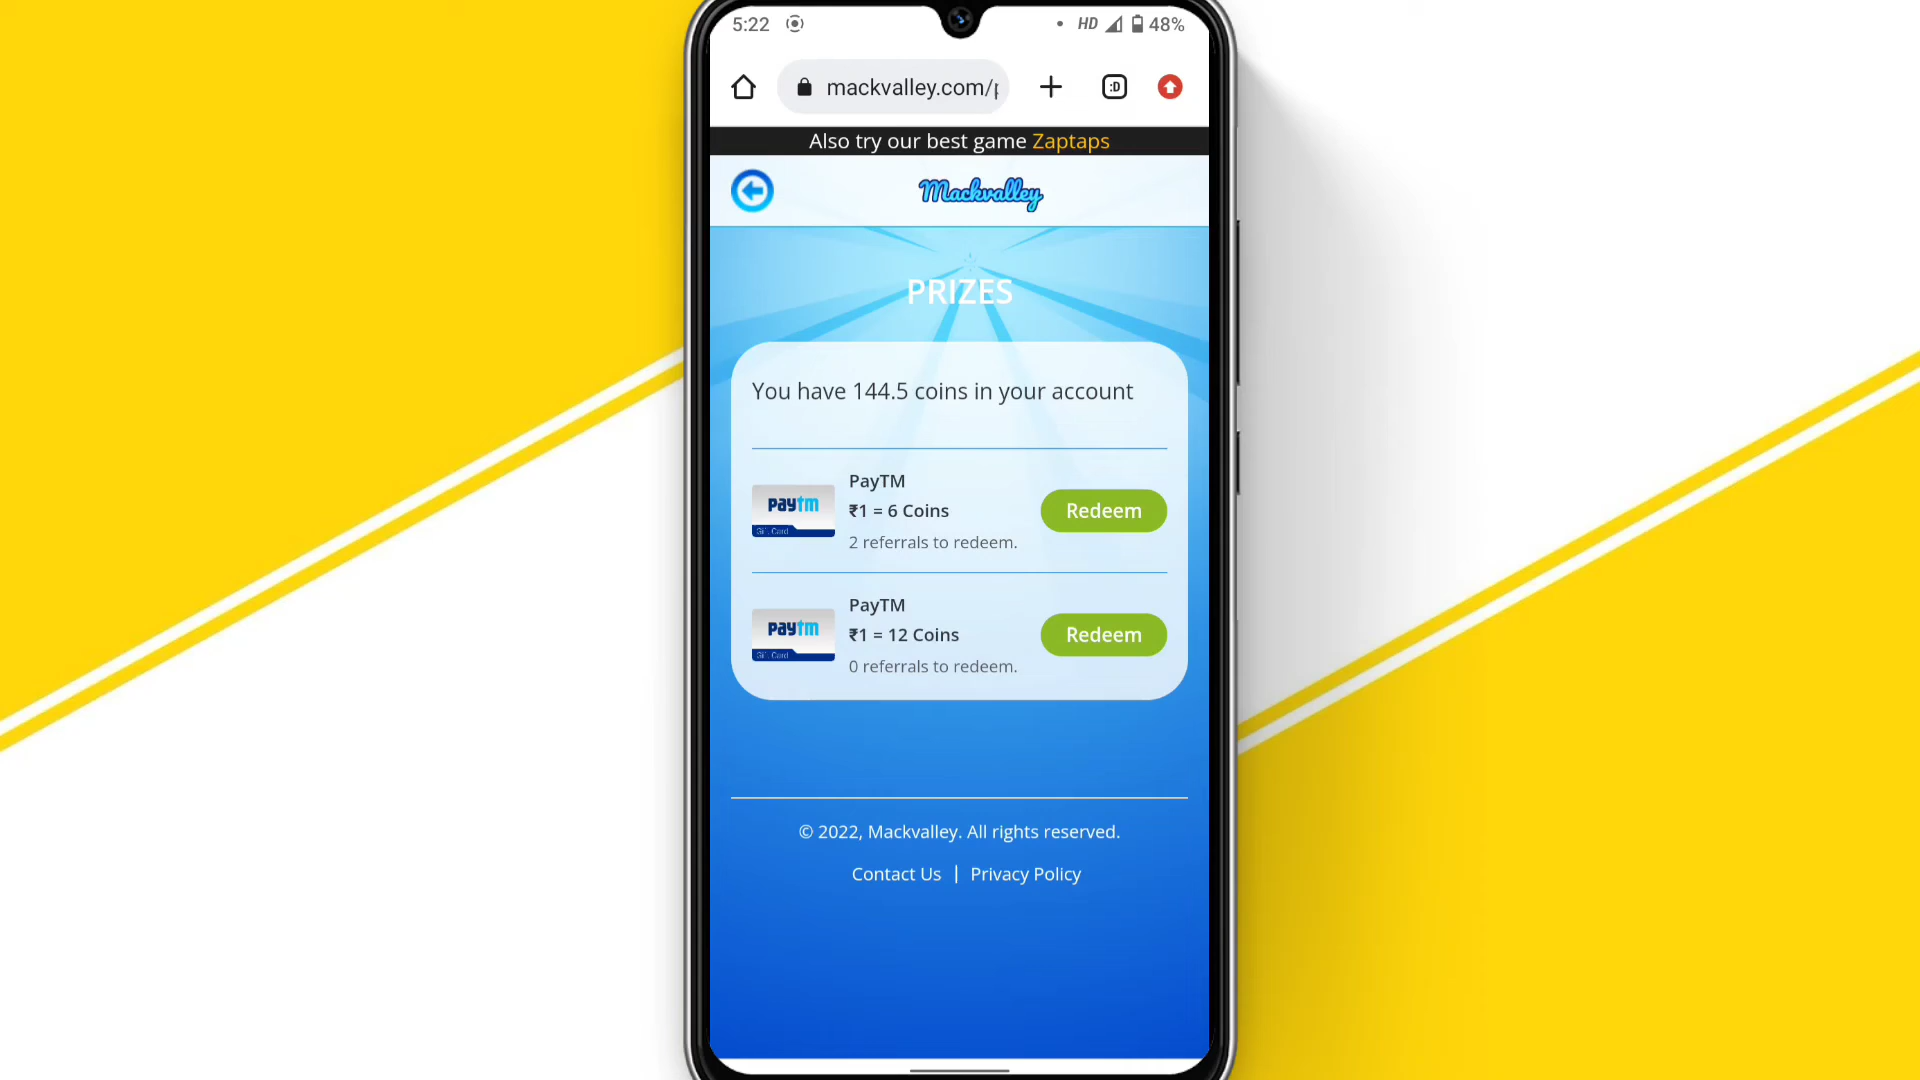 5:22
HD 48%
mackvalley.com/p
:D
Also try our best game Zaptaps
Mackvalley
PRIZES
You have 144.5 coins in your account
PayTM
paytm
₹1 = 6 Coins
Redeem
Gift Card
2 referrals to redeem.
PayTM
paytm
₹1 = 12 Coins
Redeem
Gift Card
0 referrals to redeem.
© 2022, Mackvalley. All rights reserved.
Contact Us | Privacy Policy